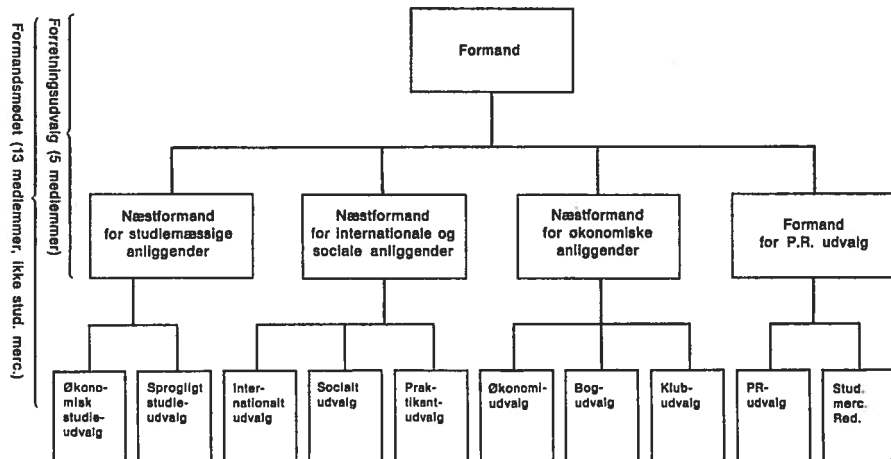 Formandsmødet (13 medlemmer, ikke stud. merc.)
Forretningsudvalg (5 medlemmer)
Formand
Næstformand
for studiemæssige
anliggender
Næstformand
for internationale og
sociale anliggender
Næstformand
for økonomiske
anliggender
Formand
for P.R. udvalg
Økono-
misk
studie-
udvalg
Sprogligt
studie-
udvalg
Inter-
nationalt
udvalg
Socialt
udvalg
Prak-
tikant-
udvalg
Økonomi-
udvalg
Bog-
udvalg
Klub-
udvalg
PR-
udvalg
Stud.
merc.
Red.